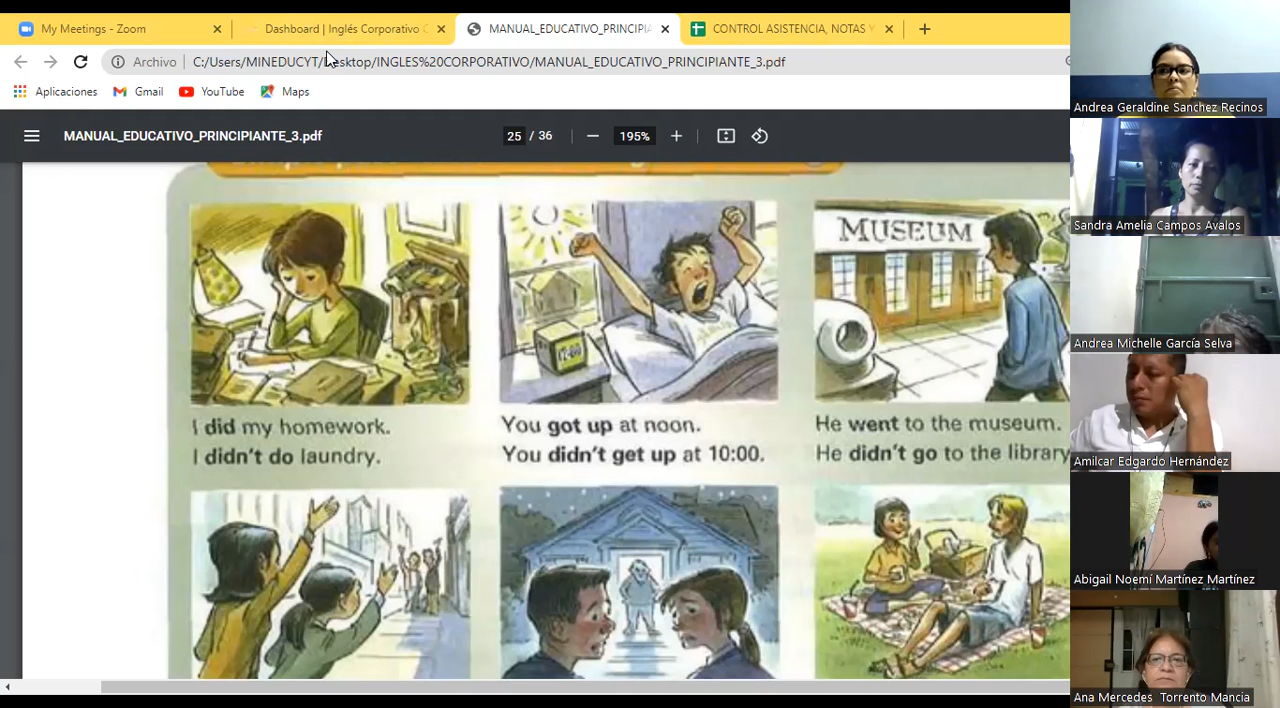 My Meetings - Zoom
Dashboard | Inglés Corporativo
MANUAL_EDUCATIVO_PRINCIPIA
CONTROL ASISTENCIA, NOTAS Y
Archivo
C:/Users/MINEDUCYT/Desktop/INGLES%20CORPORATIVO/MANUAL_EDUCATIVO_PRINCIPIANTE_3.pdf
Aplicaciones
Gmail
YouTube
Maps
MANUAL_EDUCATIVO_PRINCIPIANTE_3.pdf
25 / 36
195%
MUSEUM
12:00
I did my homework.
I didn't do laundry.
You got up at noon.
You didn't get up at 10:00.
He went to the museum.
He didn't go to the library
Andrea Geraldine Sanchez Recinos
Sandra Amelia Campos Avalos
Andrea Michelle García Selva
Amilcar Edgardo Hernández
Abigail Noemí Martínez Martínez
Ana Mercedes Torrento Mancia